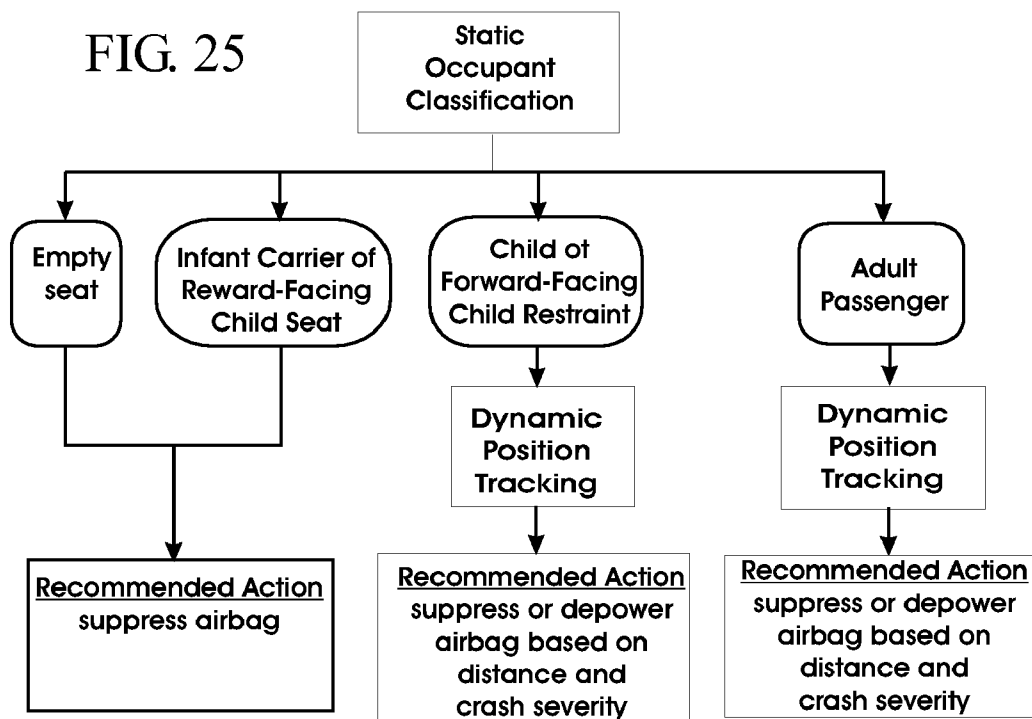 FIG. 25
Static
Occupant
Classification
Empty
seat
Infant Carrier of
Reward-Facing
Child Seat
Child ot
Forward-Facing
Child Restraint
Adult
Passenger
Dynamic
Position
Tracking
Dynamic
Position
Tracking
Recommended Action
suppress airbag
Recommended Action
suppress or depower
airbag based on
distance and
crash severity
Recommended Action
suppress or depower
airbag based on
distance and
crash severity